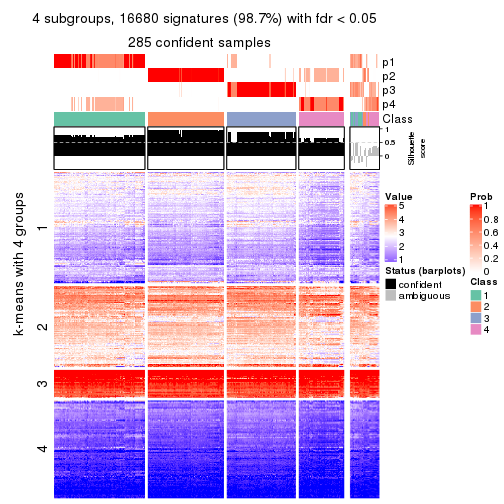 4 subgroups, 16680 signatures (98.7%) with fdr < 0.05
285 confident samples
p1
p2
p3
p4
Class
1
0.5
0
Silhouette
score
k-means with 4 groups
1
2
3
4
Value
5
4
3
2
1
Status (barplots)
confident
ambiguous
Prob
1
0.8
0.6
0.4
0.2
0
Class
1
2
3
4